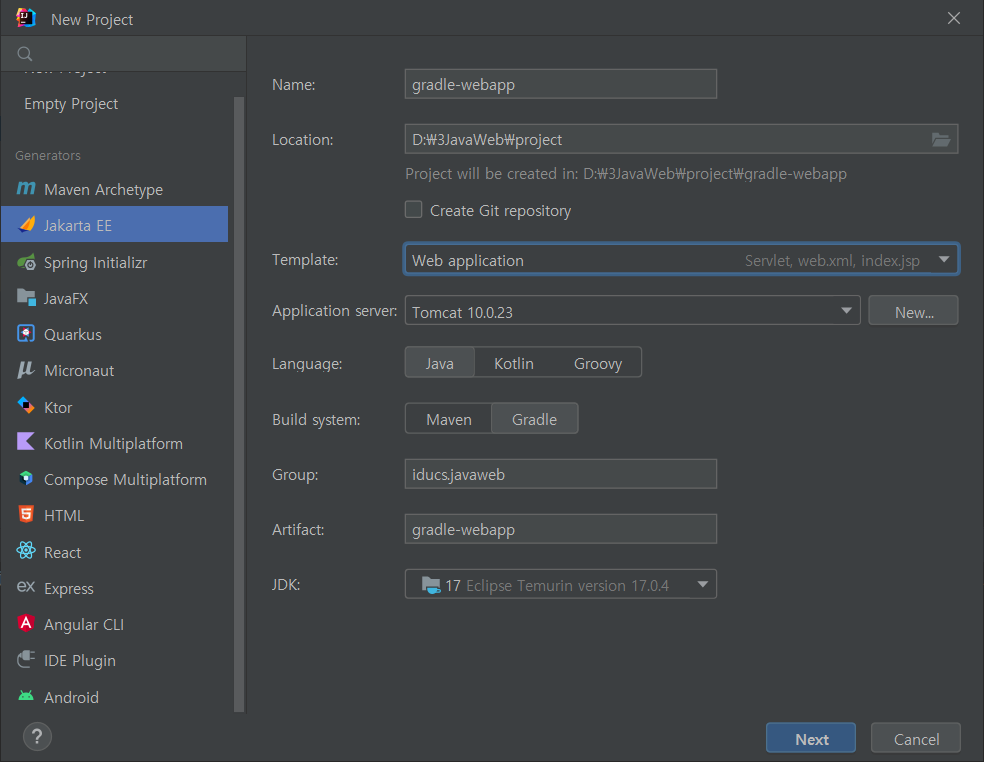 New Project
New Project
Empty Project
Generators
Maven Archetype
Jakarta EE
Spring Initializr
JavaFX
Quarkus
Micronaut
Ktor
Kotlin Multiplatform
Compose Multiplatform
HTML
React
Express
Angular CLI
IDE Plugin
Android
Name: gradle-webapp
Location: D:₩3JavaWeb₩project
Project will be created in: D:₩3JavaWeb₩project₩gradle-webapp
Create Git repository
Template: Web application Servlet, web.xml, index.jsp
Application server: Tomcat 10.0.23 New...
Language: Java Kotlin Groovy
Build system: Maven Gradle
Group: iducs.javaweb
Artifact: gradle-webapp
JDK: 17 Eclipse Temurin version 17.0.4
? Next Cancel